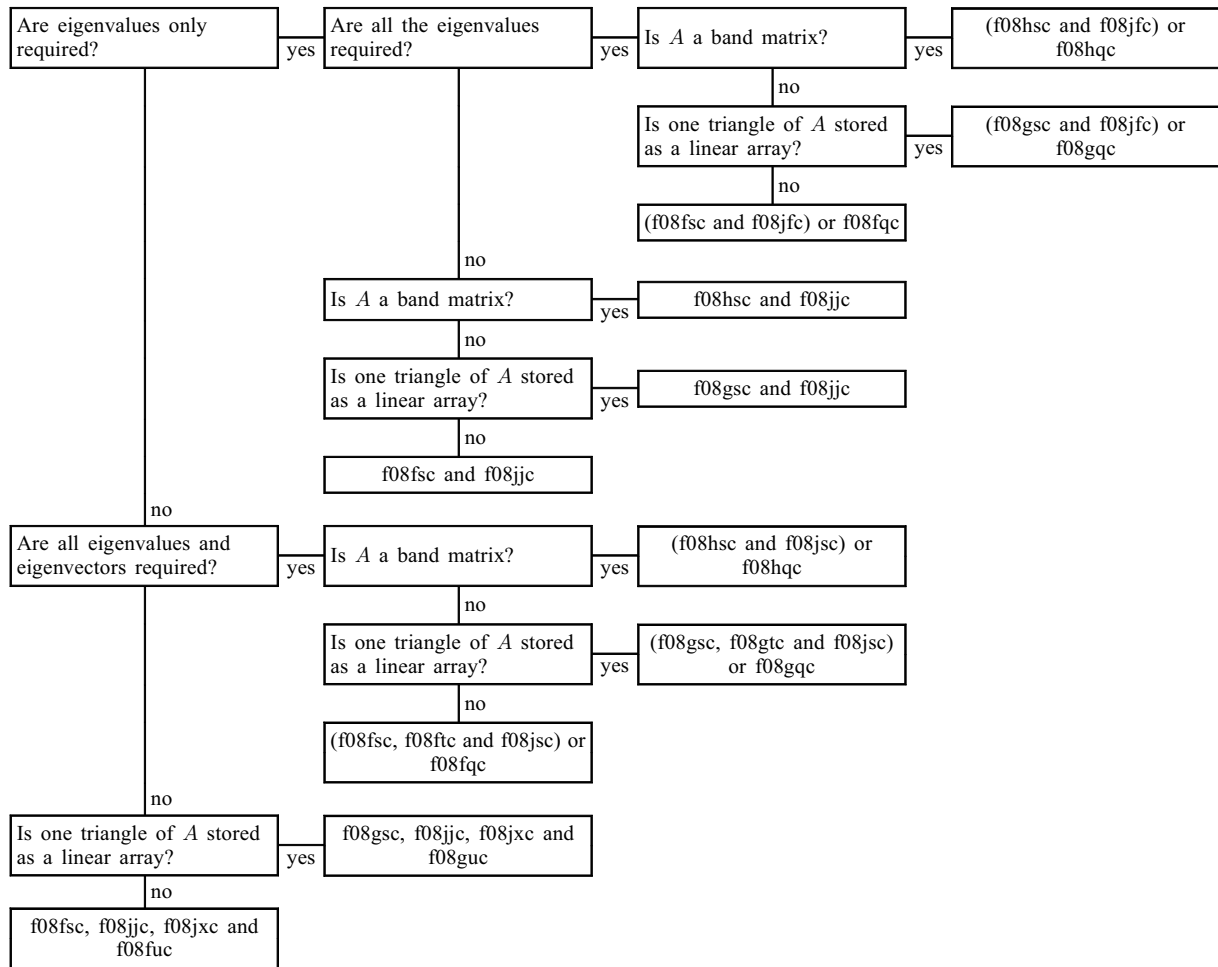 Are eigenvalues only
required?
yes
Are all the eigenvalues
required?
yes
Is A a band matrix?
yes
(f08hsc and f08jfc) or
f08hqc
no
Is one triangle of A stored
as a linear array?
yes
(f08gsc and f08jfc) or
f08gqc
no
(f08fsc and f08jfc) or f08fqc
no
Is A a band matrix?
yes
f08hsc and f08jjc
no
Is one triangle of A stored
as a linear array?
yes
f08gsc and f08jjc
no
f08fsc and f08jjc
no
Are all eigenvalues and
eigenvectors required?
yes
Is A a band matrix?
yes
(f08hsc and f08jsc) or
f08hqc
no
Is one triangle of A stored
as a linear array?
yes
(f08gsc, f08gtc and f08jsc)
or f08gqc
no
(f08fsc, f08ftc and f08jsc) or
f08fqc
no
Is one triangle of A stored
as a linear array?
yes
f08gsc, f08jjc, f08jxc and
f08guc
no
f08fsc, f08jjc, f08jxc and
f08fuc